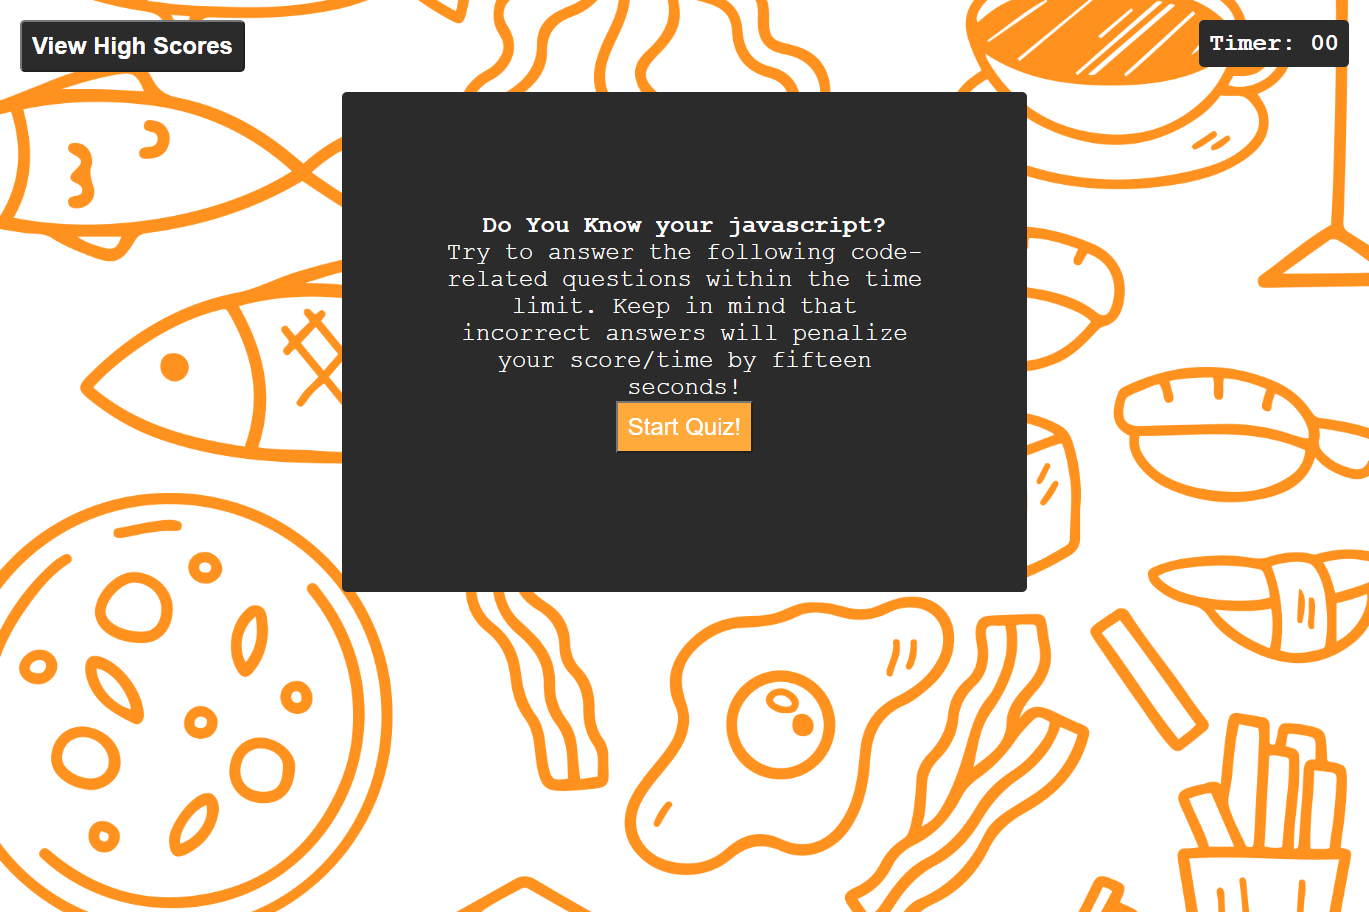 View High Scores
Timer: 00
Do You Know your javascript?
Try to answer the following code-
related questions within the time
limit. Keep in mind that
incorrect answers will penalize
your score/time by fifteen
seconds!
Start Quiz!